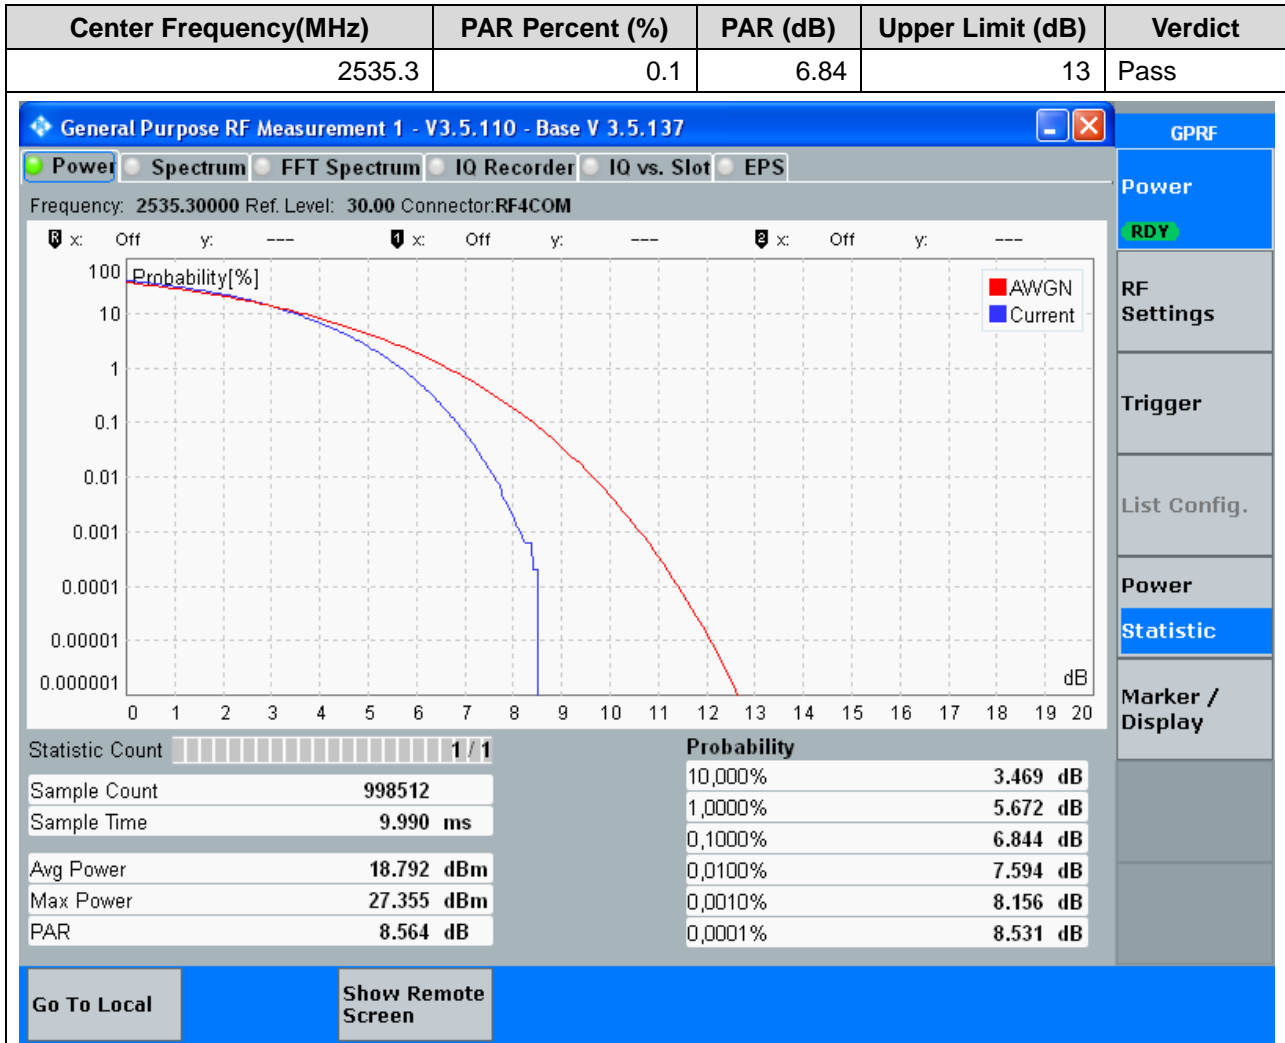 Center Frequency(MHz) PAR Percent (%) PAR (dB) Upper Limit (dB) Verdict
2535.3 0.1 6.84 13 Pass
General Purpose RF Measurement 1 - V3.5.110 - Base V 3.5.137
GPRF
Power Spectrum FFT Spectrum IQ Recorder IQ vs. Slot EPS
Power
RDY
Frequency: 2535.30000 Ref. Level: 30.00 Connector:RF4COM
R x: Off y: --- 1 x: Off y: --- 2 x: Off y: ---
Probability[%]
AWGN
Current
100
10
1
0.1
0.01
0.001
0.0001
0.00001
0.000001
dB
0 1 2 3 4 5 6 7 8 9 10 11 12 13 14 15 16 17 18 19 20
RF
Settings
Trigger
List Config.
Power
Statistic
Marker /
Display
Statistic Count 1 / 1
Sample Count 998512
Sample Time 9.990 ms
Avg Power 18.792 dBm
Max Power 27.355 dBm
PAR 8.564 dB
Probability
10,000% 3.469 dB
1,0000% 5.672 dB
0,1000% 6.844 dB
0,0100% 7.594 dB
0,0010% 8.156 dB
0,0001% 8.531 dB
Go To Local
Show Remote
Screen